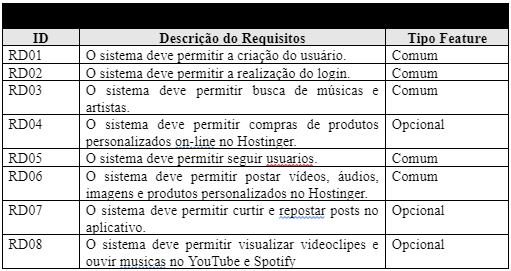 ID Descrição do Requisitos Tipo Feature
RD01 O sistema deve permitir a criação do usuário. Comum
RD02 O sistema deve permitir a realização do login. Comum
RD03 O sistema deve permitir busca de músicas e Comum
artistas.
RD04 O sistema deve permitir compras de produtos Opcional
personalizados on-line no Hostinger.
RD05 O sistema deve permitir seguir usuarios. Comum
RD06 O sistema deve permitir postar vídeos, áudios, Comum
imagens e produtos personalizados no Hostinger.
RD07 O sistema deve permitir curtir e repostar posts no Opcional
aplicativo.
RD08 O sistema deve permitir visualizar videoclipes e Opcional
ouvir musicas no YouTube e Spotify